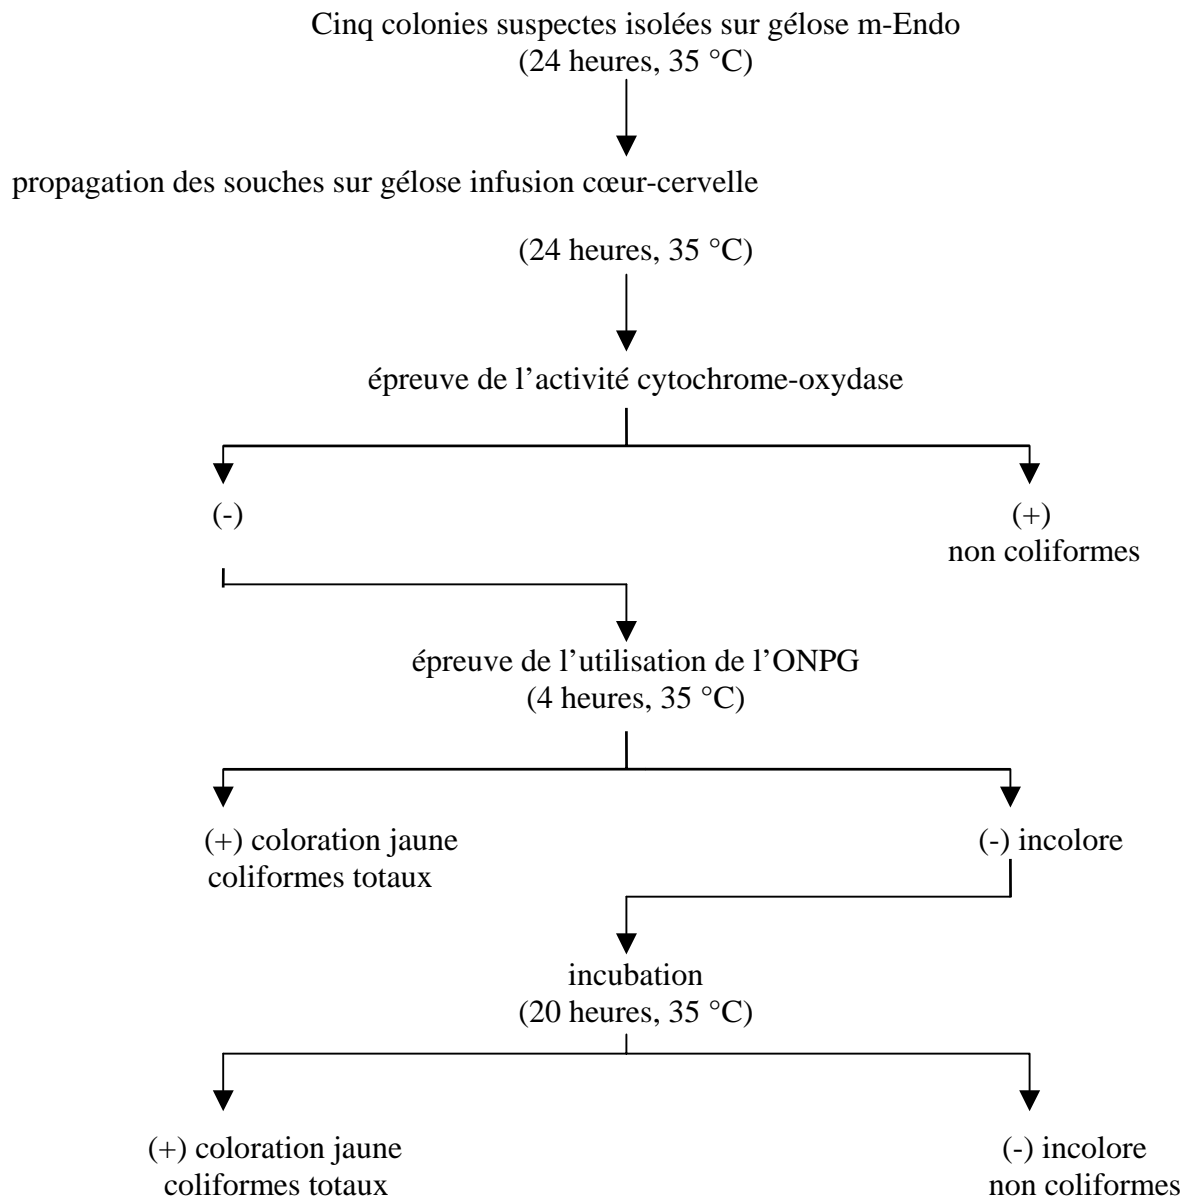 Cinq colonies suspectes isolées sur gélose m-Endo
(24 heures, 35 °C)
propagation des souches sur gélose infusion cœur-cervelle
(24 heures, 35 °C)
épreuve de l’activité cytochrome-oxydase
(-)
(+)
non coliformes
épreuve de l’utilisation de l’ONPG
(4 heures, 35 °C)
(+) coloration jaune
coliformes totaux
(-) incolore
incubation
(20 heures, 35 °C)
(+) coloration jaune
coliformes totaux
(-) incolore
non coliformes